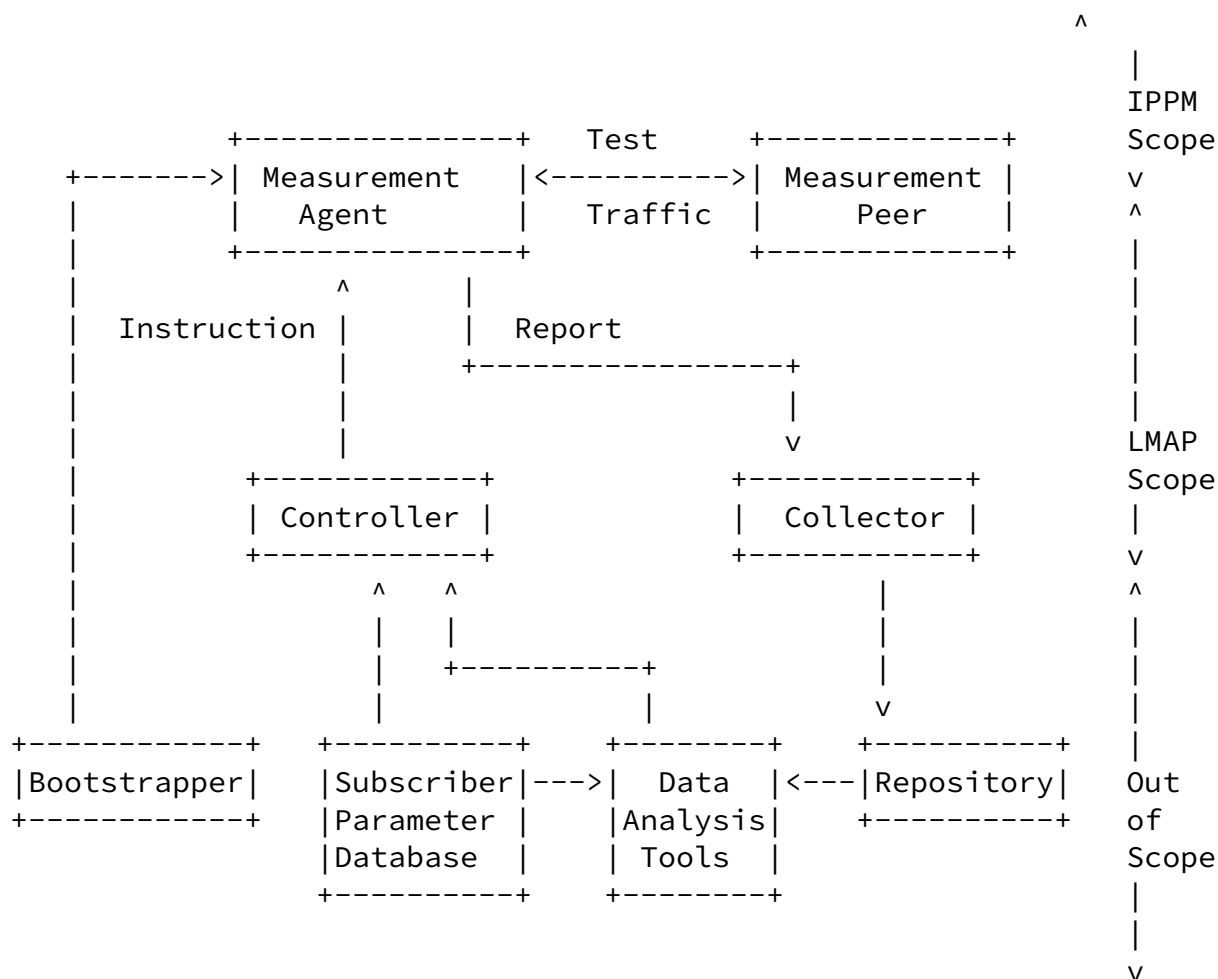 IPPM
Test Scope
Measurement Measurement
Agent Traffic Peer
Instruction Report
LMAP
Scope
Controller Collector
Bootstrapper Subscriber Data Repository Out
Parameter Analysis of
Database Tools Scope